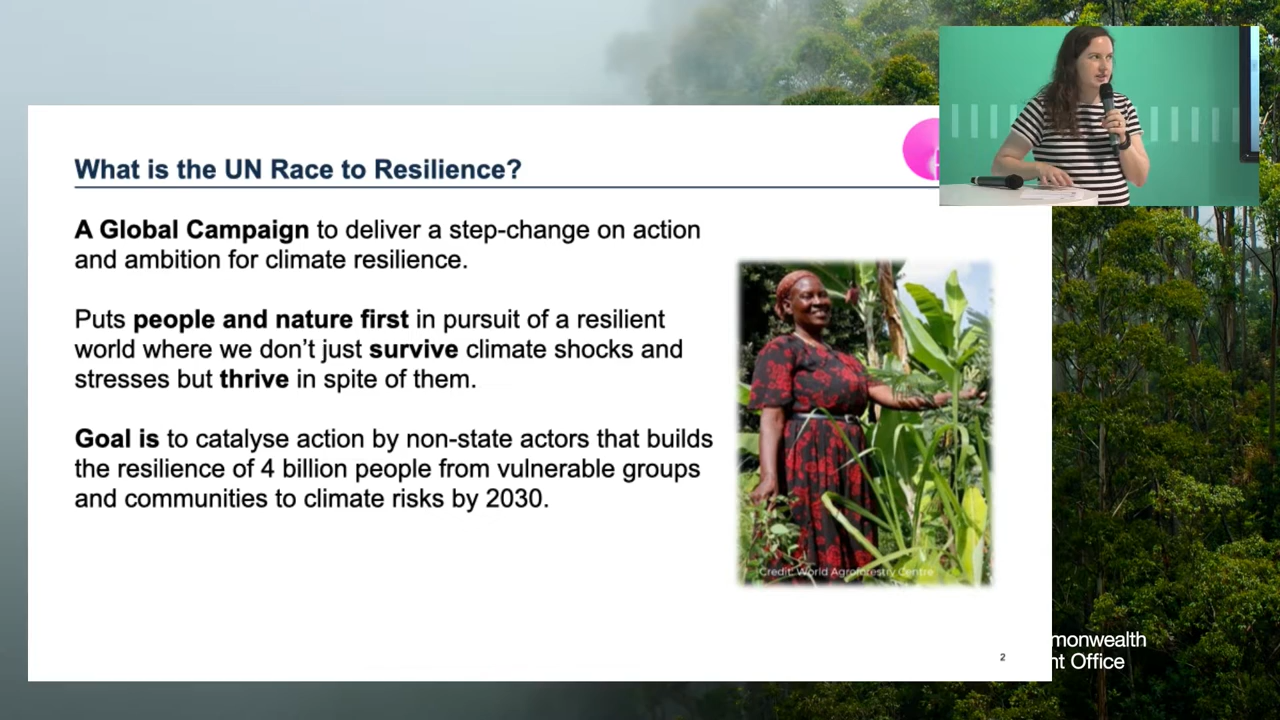 What is the UN Race to Resilience?
A Global Campaign to deliver a step-change on action
and ambition for climate resilience.
Puts people and nature first in pursuit of a resilient
world where we don’t just survive climate shocks and
stresses but thrive in spite of them.
Goal is to catalyse action by non-state actors that builds
the resilience of 4 billion people from vulnerable groups
and communities to climate risks by 2030.
Credit: World Agroforestry Centre
2
monwealth
nt Office